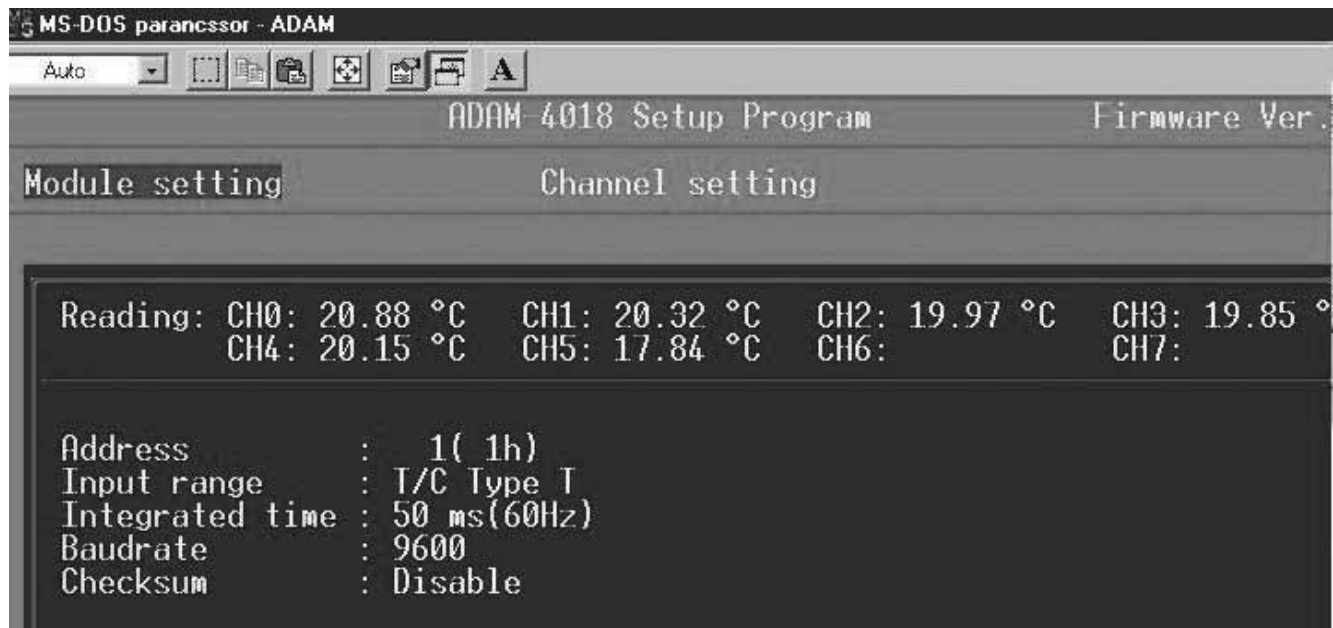 MS-DOS parancssor - ADAM
Auto
A
ADAM 4018 Setup Program Firmware Ver.
Module setting Channel setting
Reading: CH0: 20.88 °C CH1: 20.32 °C CH2: 19.97 °C CH3: 19.85 °
CH4: 20.15 °C CH5: 17.84 °C CH6: CH7:
Address : 1( 1h)
Input range : T/C Type T
Integrated time : 50 ms(60Hz)
Baudrate : 9600
Checksum : Disable